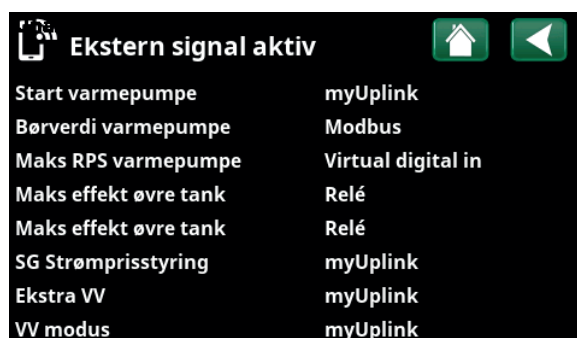 Ekstern signal aktiv
Start varmepumpe myUplink
Børverdi varmepumpe Modbus
Maks RPS varmepumpe Virtual digital in
Maks effekt øvre tank Relé
Maks effekt øvre tank Relé
SG Strømprisstyring myUplink
Ekstra VV myUplink
VV modus myUplink